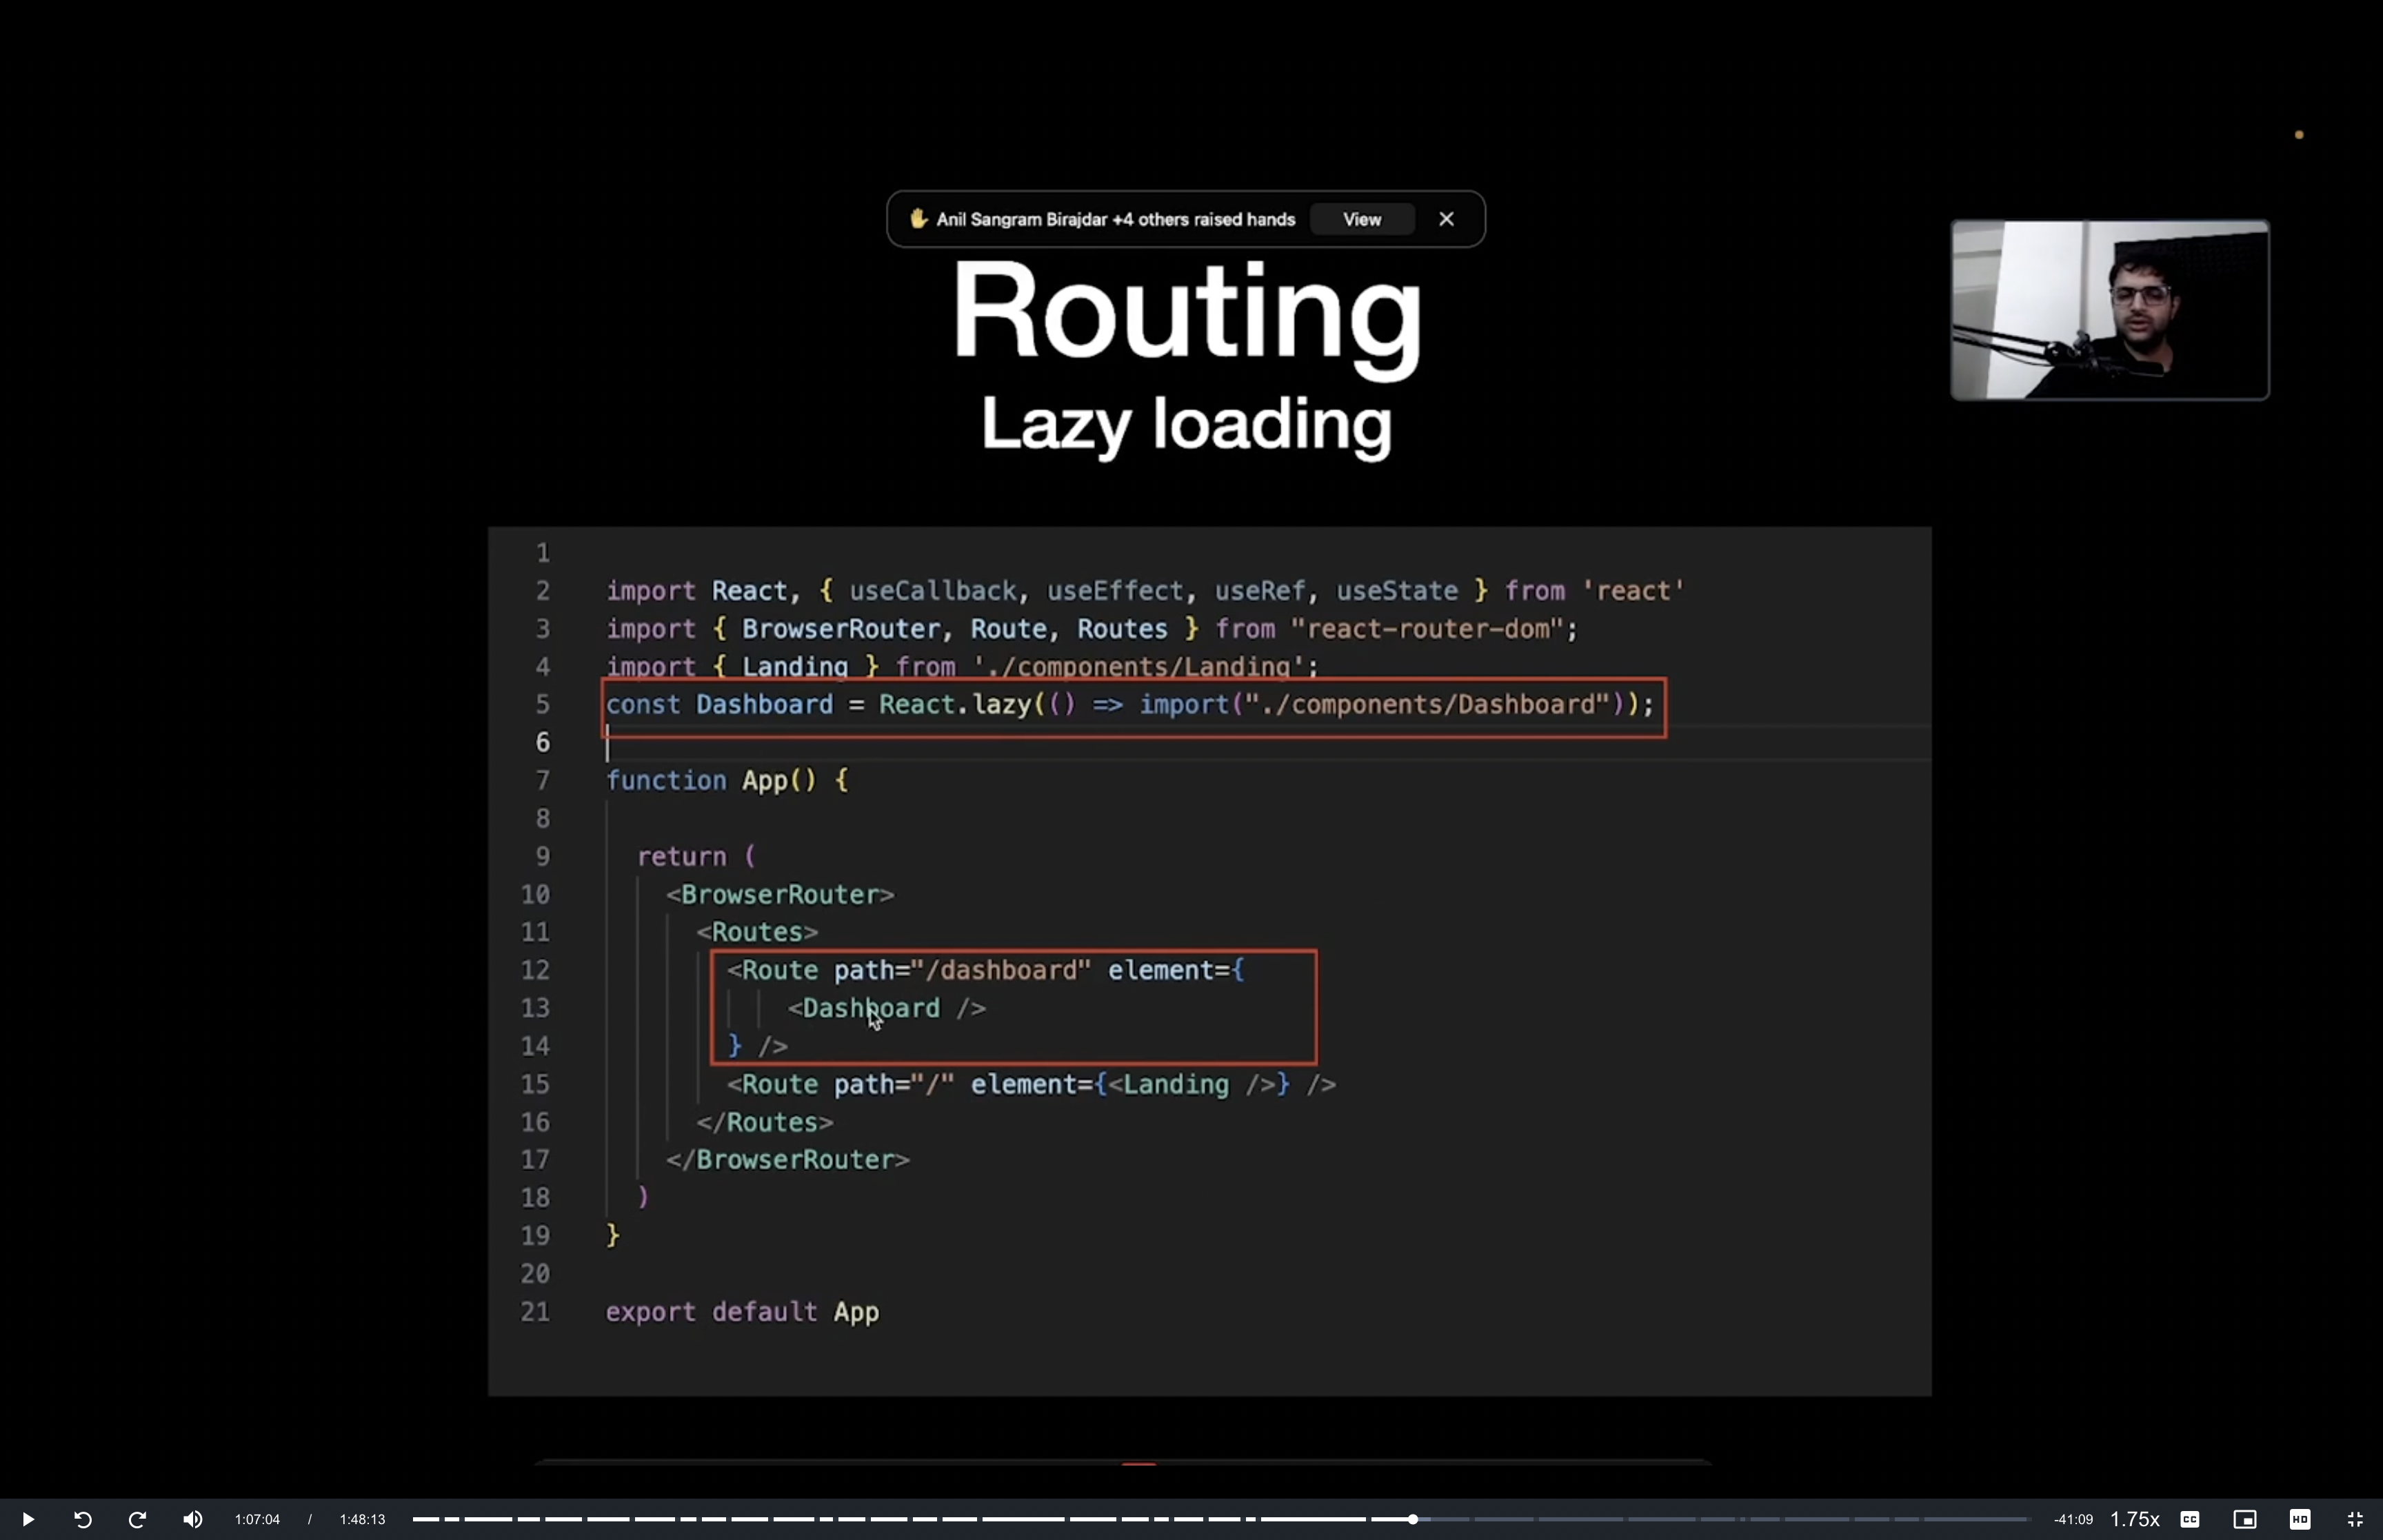 ✋ Anil Sangram Birajdar +4 others raised hands View ✕
Routing
Lazy loading
1
2 import React, { useCallback, useEffect, useRef, useState } from 'react'
3 import { BrowserRouter, Route, Routes } from "react-router-dom";
4 import { Landing } from './components/Landing';
5 const Dashboard = React.lazy(() => import("./components/Dashboard"));
6
7 function App() {
8
9 return (
10 <BrowserRouter>
11 <Routes>
12 <Route path="/dashboard" element={
13 <Dashboard />
14 } />
15 <Route path="/" element={<Landing />} />
16 </Routes>
17 </BrowserRouter>
18 )
19 }
20
21 export default App
1:07:04 / 1:48:13 -41:09 1.75x CC HD